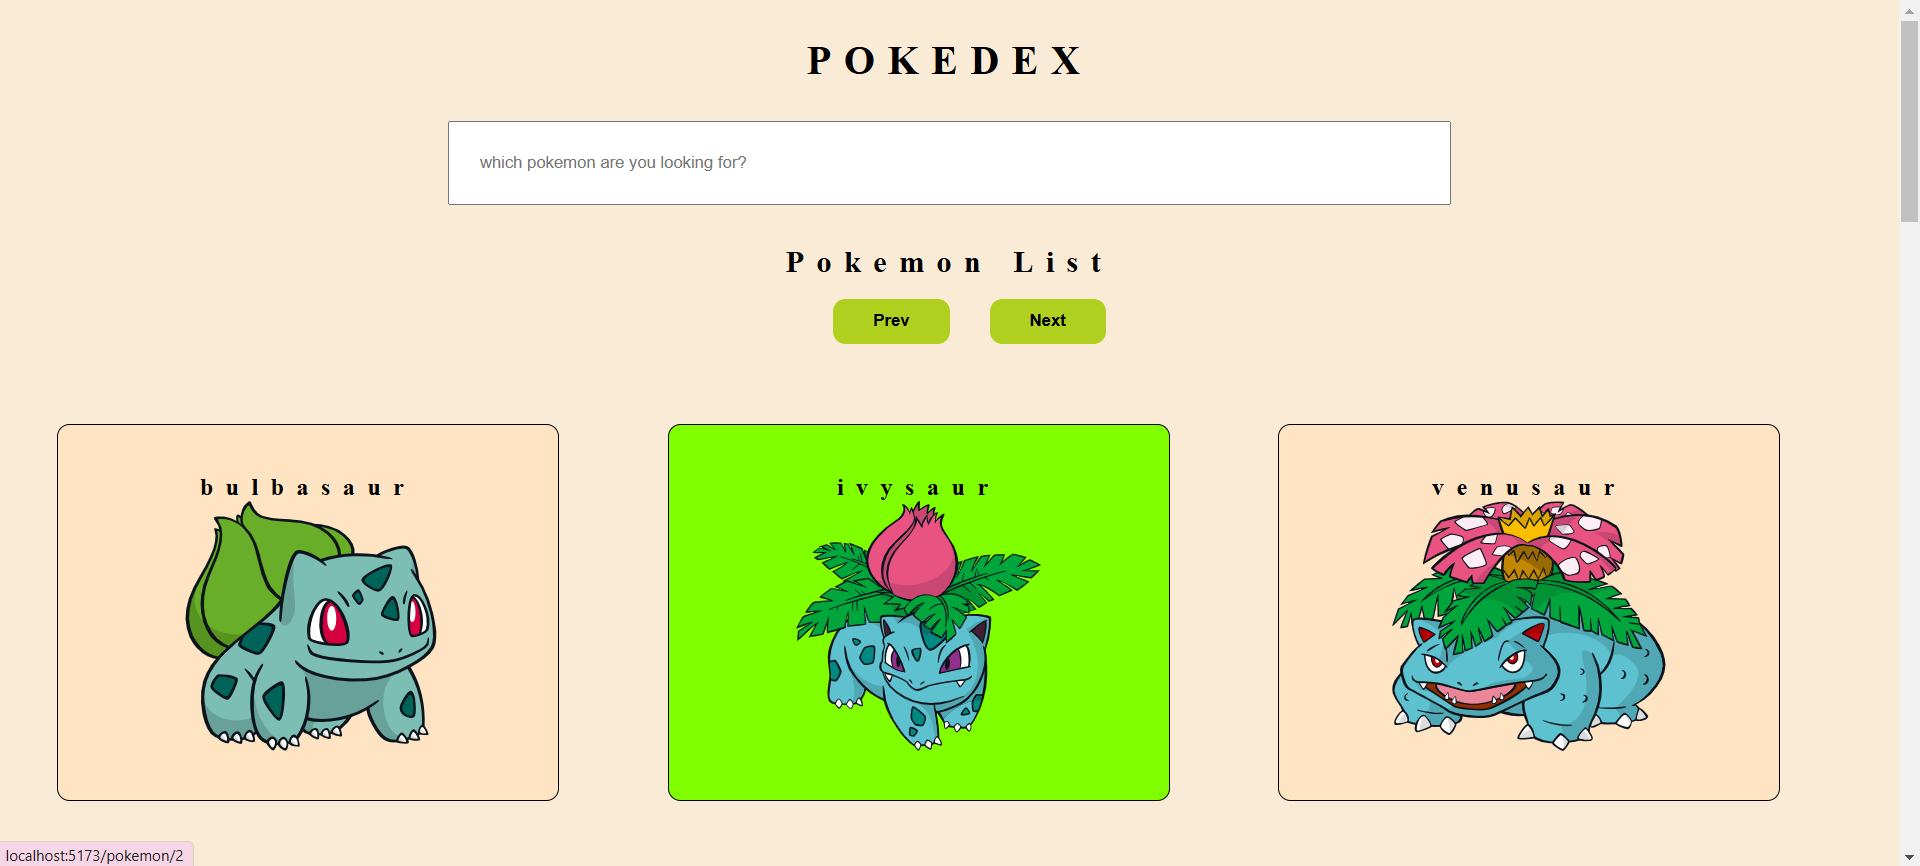 POKEDEX
which pokemon are you looking for?
Pokemon List
Prev Next
bulbasaur ivysaur venusaur
localhost:5173/pokemon/2